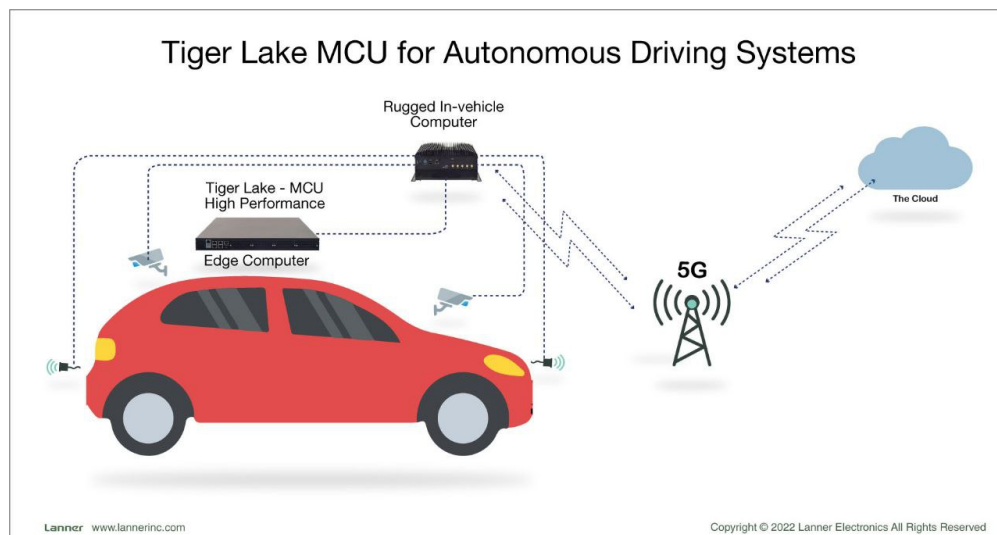 Tiger Lake MCU for Autonomous Driving Systems
Rugged In-vehicle
Computer
Tiger Lake - MCU
High Performance
Edge Computer
The Cloud
5G
Lanner www.lannerinc.com
Copyright © 2022 Lanner Electronics All Rights Reserved